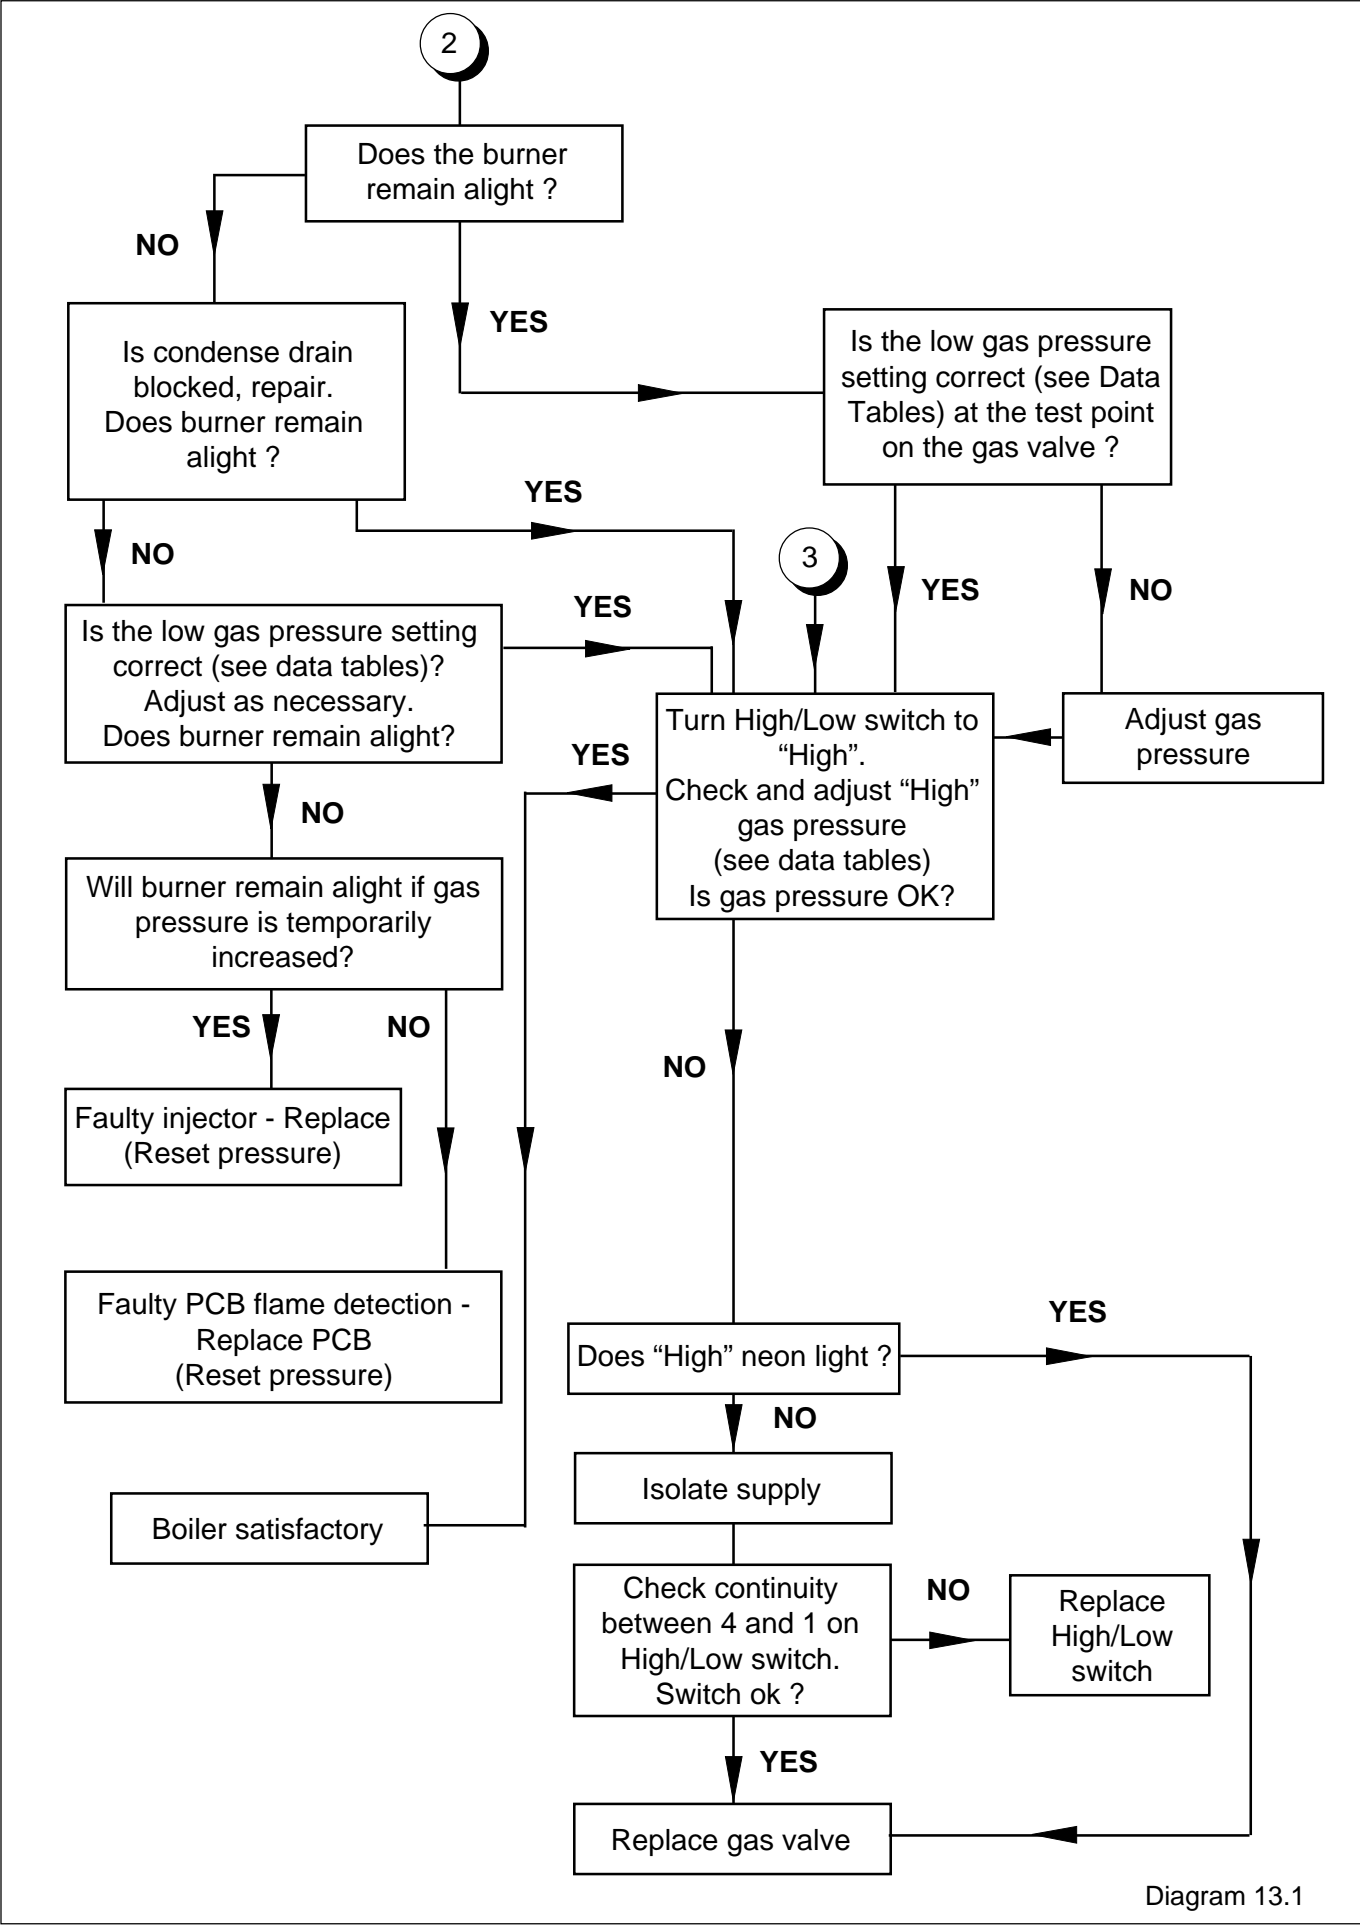 2
Does the burner
remain alight ?
NO
YES
Is condense drain
blocked, repair.
Does burner remain
alight ?
Is the low gas pressure
setting correct (see Data
Tables) at the test point
on the gas valve ?
YES
NO
3
YES
NO
YES
Is the low gas pressure setting
correct (see data tables)?
Adjust as necessary.
Does burner remain alight?
Turn High/Low switch to
“High”.
Check and adjust “High”
gas pressure
(see data tables)
Is gas pressure OK?
Adjust gas
pressure
YES
NO
Will burner remain alight if gas
pressure is temporarily
increased?
YES
NO
NO
Faulty injector - Replace
(Reset pressure)
Faulty PCB flame detection -
Replace PCB
(Reset pressure)
Does “High” neon light ?
YES
NO
Isolate supply
Boiler satisfactory
Check continuity
between 4 and 1 on
High/Low switch.
Switch ok ?
NO
Replace
High/Low
switch
YES
Replace gas valve
Diagram 13.1